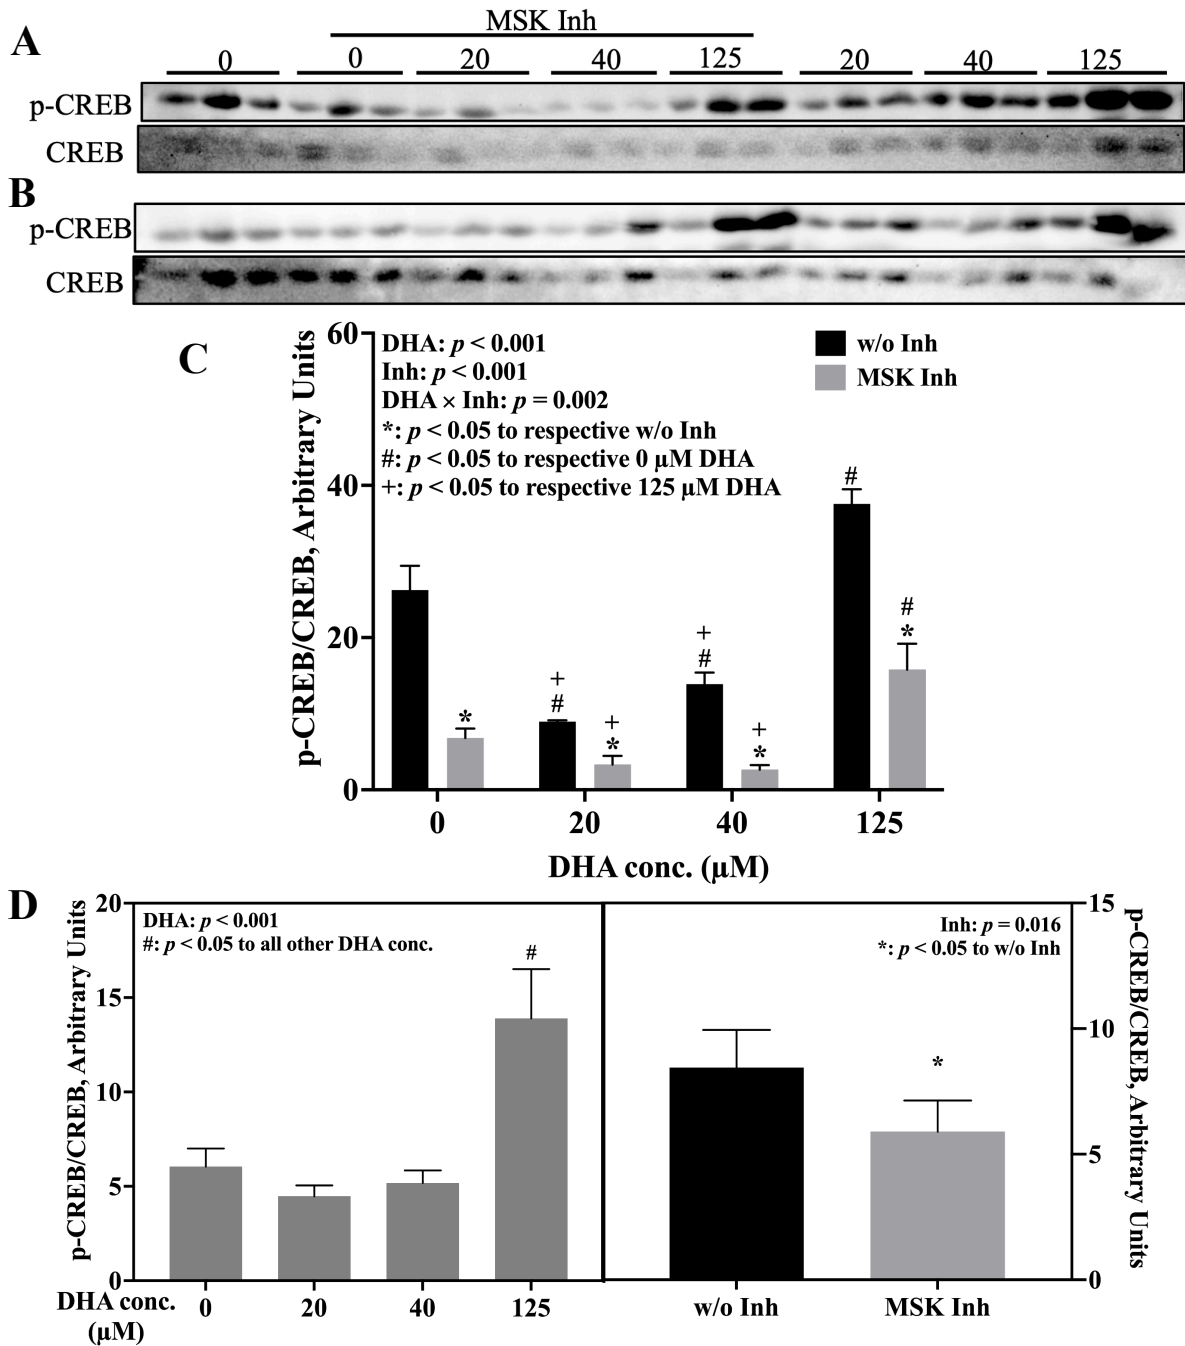 A
MSK Inh
0 0 20 40 125 20 40 125
p-CREB
CREB
B
p-CREB
CREB
C
p-CREB/CREB, Arbitrary Units
60
40
20
0
DHA: p < 0.001
Inh: p < 0.001
DHA × Inh: p = 0.002
*: p < 0.05 to respective w/o Inh
#: p < 0.05 to respective 0 μM DHA
+: p < 0.05 to respective 125 μM DHA
w/o Inh
MSK Inh
*
+
#
+
*
+
#
+
*
#
#
*
0 20 40 125
DHA conc. (μM)
D
p-CREB/CREB, Arbitrary Units
20
15
10
5
0
DHA: p < 0.001
#: p < 0.05 to all other DHA conc.
#
DHA conc.
(μM)
0 20 40 125
Inh: p = 0.016
*: p < 0.05 to w/o Inh
*
15
10
5
0
p-CREB/CREB, Arbitrary Units
w/o Inh MSK Inh